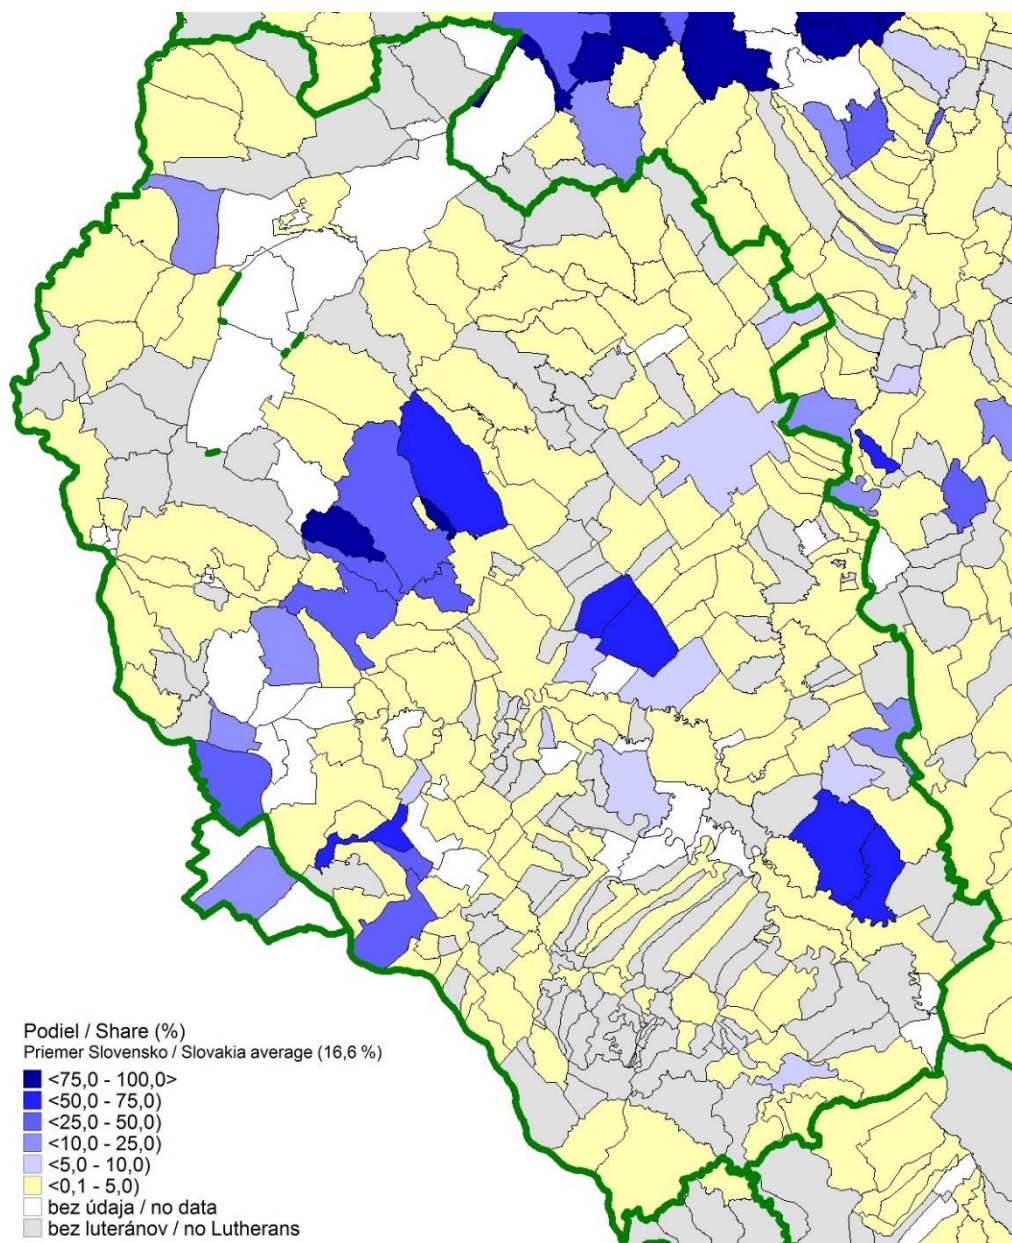 Podiel / Share (%)
Priemer Slovensko / Slovakia average (16,6 %)
<75,0 - 100,0>
<50,0 - 75,0)
<25,0 - 50,0)
<10,0 - 25,0)
<5,0 - 10,0)
<0,1 - 5,0)
bez údaja / no data
bez luteránov / no Lutherans